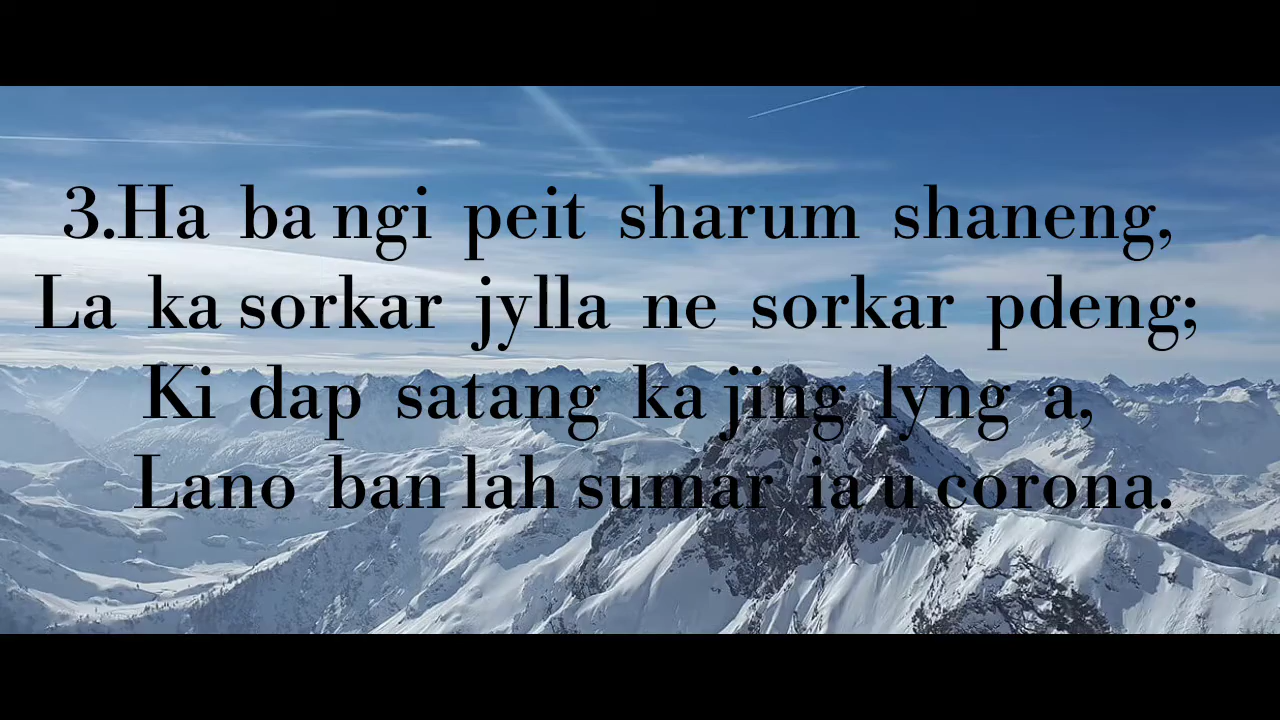 3.Ha ba ngi peit sharum shaneng,
La ka sorkar jylla ne sorkar pdeng;
Ki dap satang ka jing lyng a,
Lano ban lah sumar ia u corona.